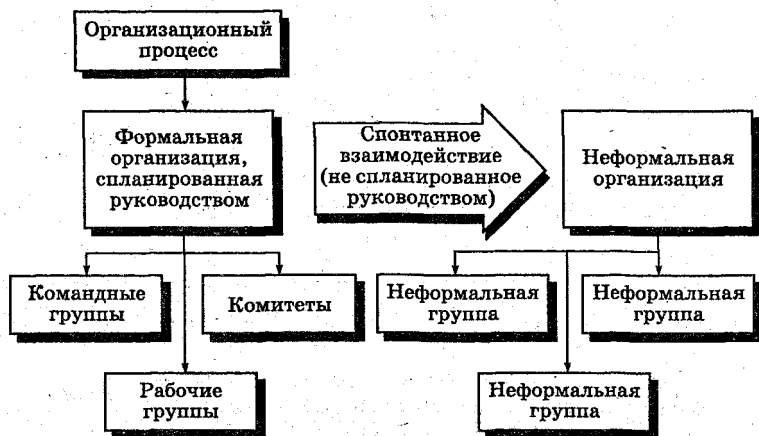 Организационный
процесс
Формальная
организация,
спланированная
руководством
Спонтанное
взаимодействие
(не спланированное
руководством)
Неформальная
организация
Командные
группы
Комитеты
Неформальная
группа
Неформальная
группа
Рабочие
группы
Неформальная
группа